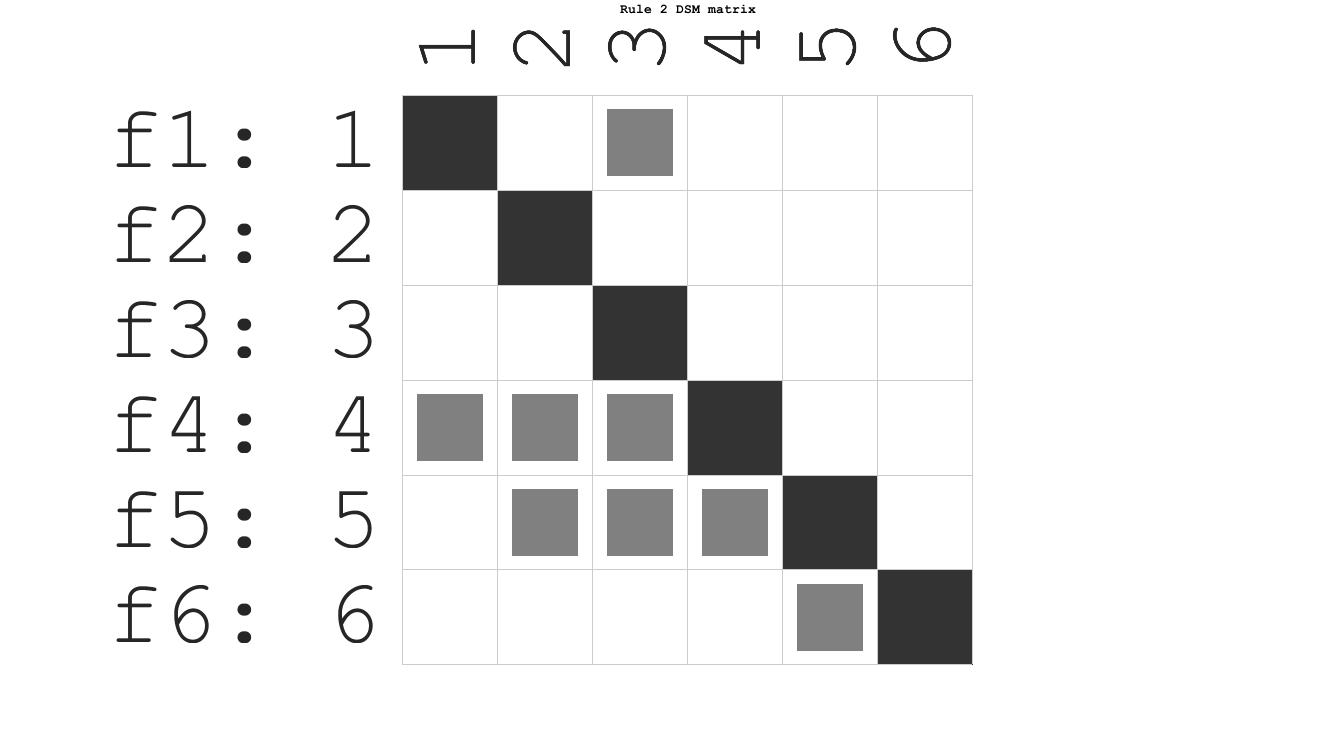 Rule 2 DSM matrix
1 2 3 4 5 6
f1: 1
f2: 2
f3: 3
f4: 4
f5: 5
f6: 6